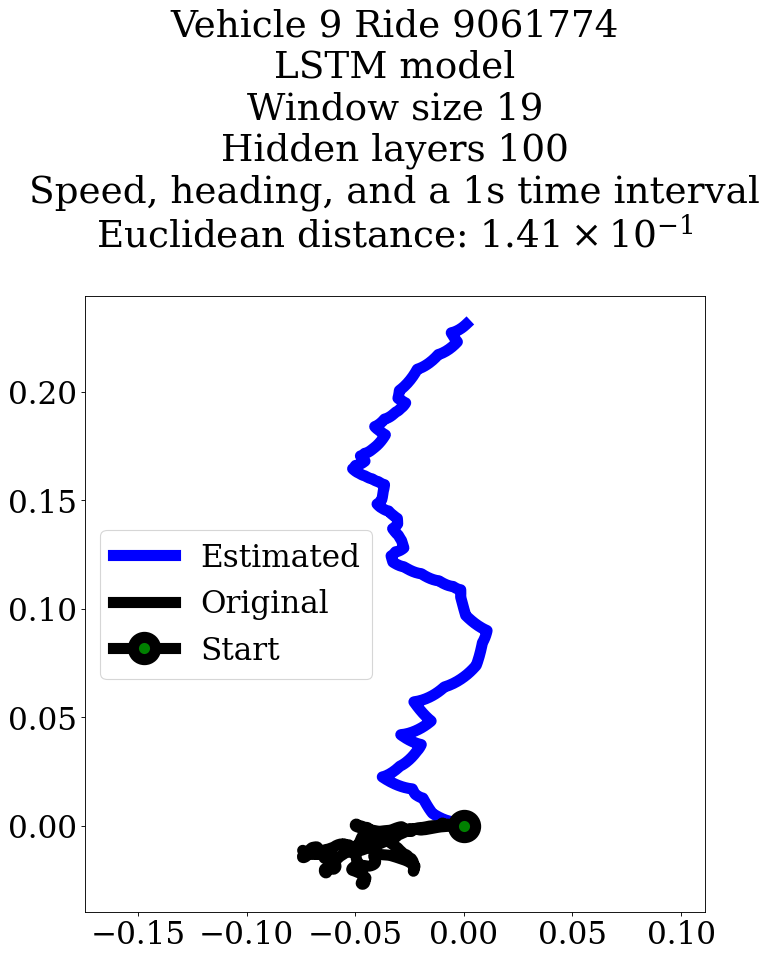 Vehicle 9 Ride 9061774
LSTM model
Window size 19
Hidden layers 100
Speed, heading, and a 1s time interval
Euclidean distance: 1.41 × 10⁻¹
0.20
0.15
0.10
0.05
0.00
Estimated
Original
Start
−0.15 −0.10 −0.05 0.00 0.05 0.10